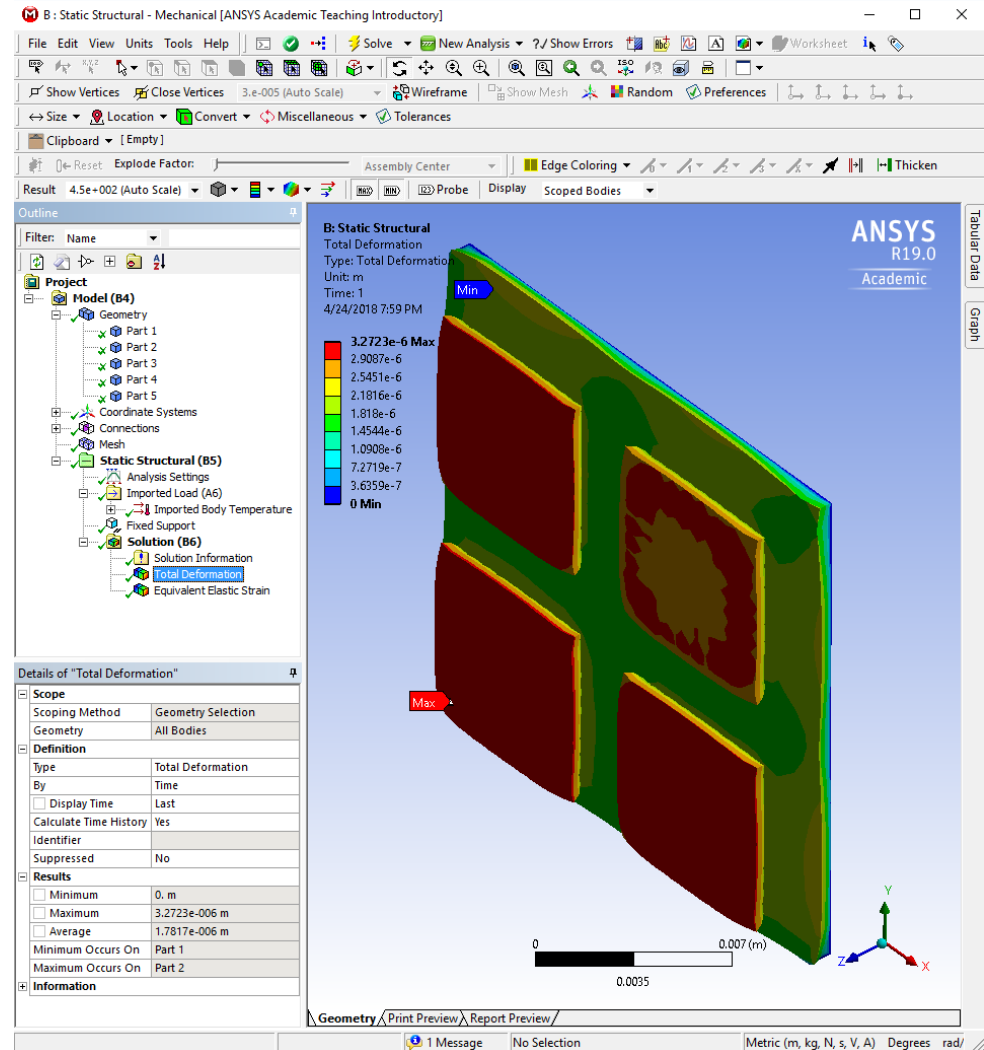 B : Static Structural - Mechanical [ANSYS Academic Teaching Introductory]
File Edit View Units Tools Help Solve New Analysis ?/ Show Errors Worksheet
Show Vertices Close Vertices 3.e-005 (Auto Scale) Wireframe Show Mesh Random Preferences
Size Location Convert Miscellaneous Tolerances
Clipboard [Empty]
Reset Explode Factor: Assembly Center Edge Coloring Thicken
Result 4.5e+002 (Auto Scale) MAX MIN Probe Display Scoped Bodies
Outline
Filter: Name
Project
Model (B4)
Geometry
Part 1
Part 2
Part 3
Part 4
Part 5
Coordinate Systems
Connections
Mesh
Static Structural (B5)
Analysis Settings
Imported Load (A6)
Imported Body Temperature
Fixed Support
Solution (B6)
Solution Information
Total Deformation
Equivalent Elastic Strain
Details of "Total Deformation"
Scope
Scoping Method Geometry Selection
Geometry All Bodies
Definition
Type Total Deformation
By Time
Display Time Last
Calculate Time History Yes
Identifier
Suppressed No
Results
Minimum 0. m
Maximum 3.2723e-006 m
Average 1.7817e-006 m
Minimum Occurs On Part 1
Maximum Occurs On Part 2
Information
B: Static Structural
Total Deformation
Type: Total Deformation
Unit: m
Time: 1
4/24/2018 7:59 PM
3.2723e-6 Max
2.9087e-6
2.5451e-6
2.1816e-6
1.818e-6
1.4544e-6
1.0908e-6
7.2719e-7
3.6359e-7
0 Min
Min
Max
ANSYS
R19.0
Academic
0 0.007 (m)
0.0035
Y
Z X
Tabular Data
Graph
Geometry Print Preview Report Preview
1 Message No Selection Metric (m, kg, N, s, V, A) Degrees rad/